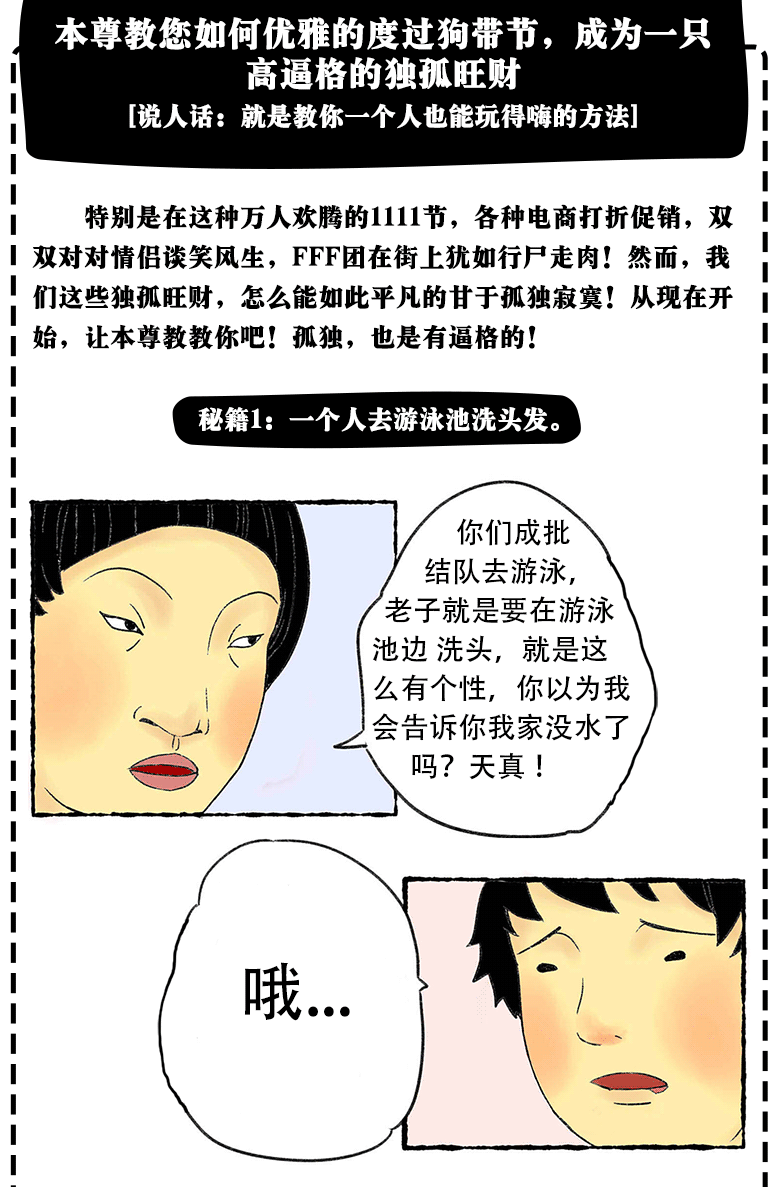 本尊教您如何优雅的度过狗带节，成为一只
高逼格的独孤旺财
[说人话：就是教你一个人也能玩得嗨的方法]
特别是在这种万人欢腾的1111节，各种电商打折促销，双
双对对情侣谈笑风生，FFF团在街上犹如行尸走肉！然而，我
们这些独孤旺财，怎么能如此平凡的甘于孤独寂寞！从现在开
始，让本尊教教你吧！孤独，也是有逼格的！
秘籍1：一个人去游泳池洗头发。
你们成批
结队去游泳，
老子就是要在游泳
池边 洗头，就是这
么有个性，你以为我
会告诉你我家没水了
吗？天真！
哦...